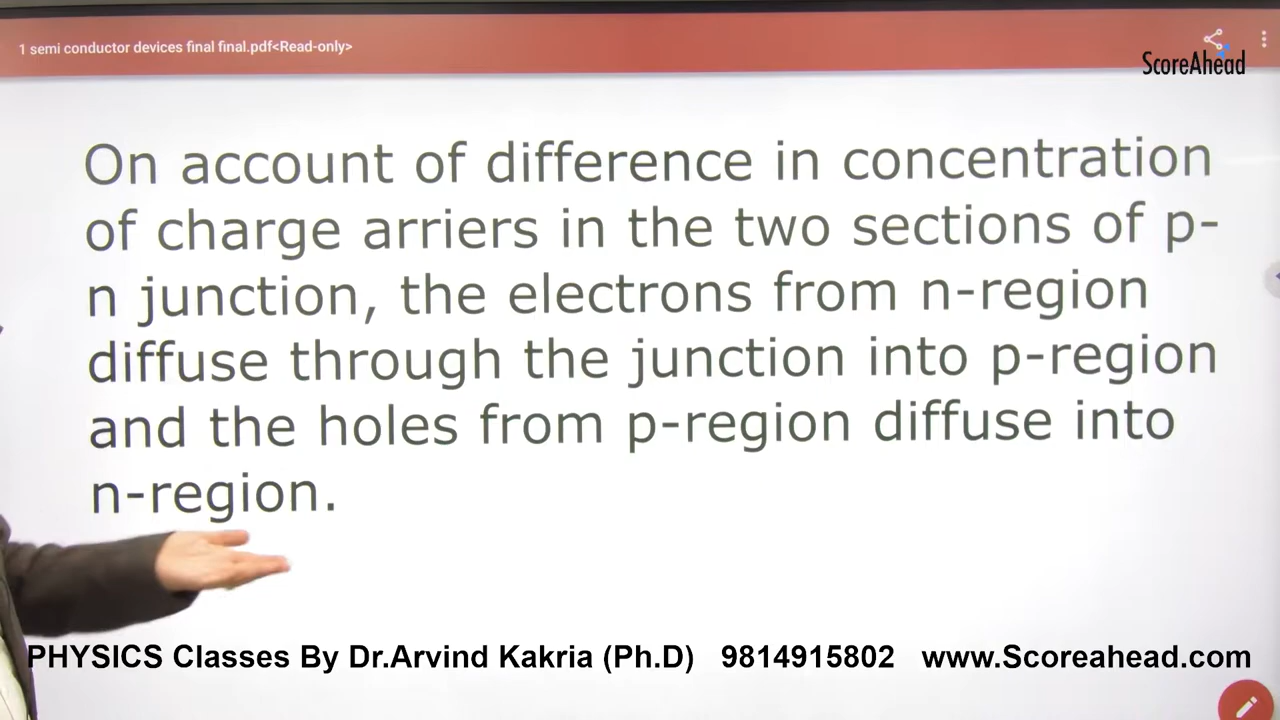 1 semi conductor devices final final.pdf<Read-only>
ScoreAhead
On account of difference in concentration
of charge arriers in the two sections of p-
n junction, the electrons from n-region
diffuse through the junction into p-region
and the holes from p-region diffuse into
n-region.
PHYSICS Classes By Dr.Arvind Kakria (Ph.D) 9814915802 www.Scoreahead.com